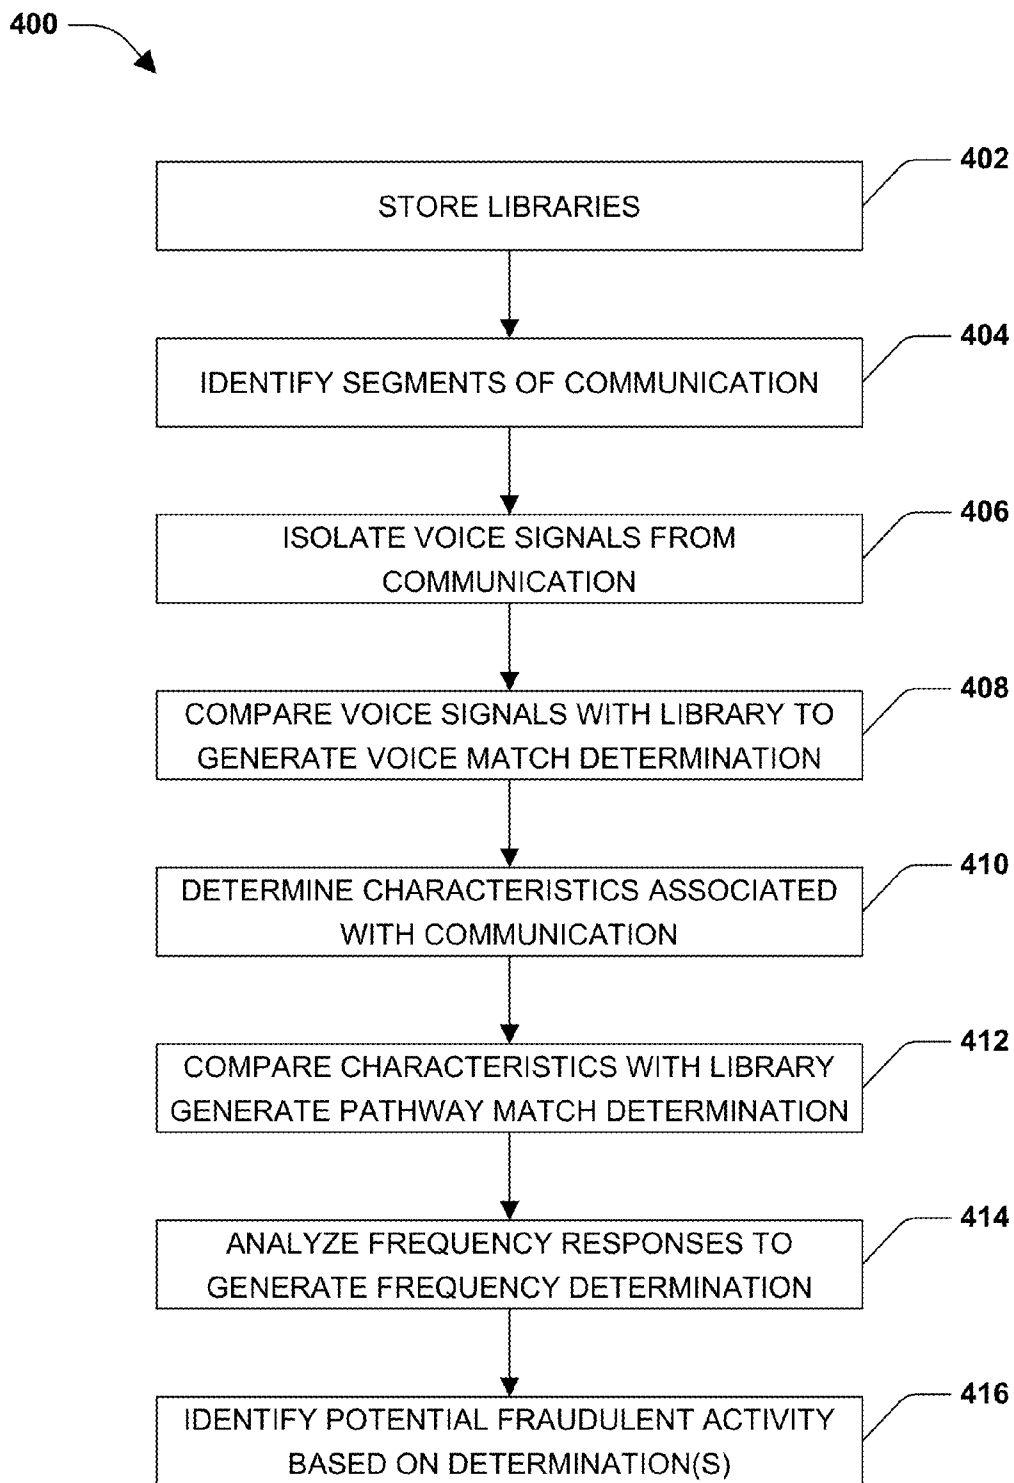 400
402
STORE LIBRARIES
404
IDENTIFY SEGMENTS OF COMMUNICATION
406
ISOLATE VOICE SIGNALS FROM
COMMUNICATION
408
COMPARE VOICE SIGNALS WITH LIBRARY TO
GENERATE VOICE MATCH DETERMINATION
410
DETERMINE CHARACTERISTICS ASSOCIATED
WITH COMMUNICATION
412
COMPARE CHARACTERISTICS WITH LIBRARY
GENERATE PATHWAY MATCH DETERMINATION
414
ANALYZE FREQUENCY RESPONSES TO
GENERATE FREQUENCY DETERMINATION
416
IDENTIFY POTENTIAL FRAUDULENT ACTIVITY
BASED ON DETERMINATION(S)